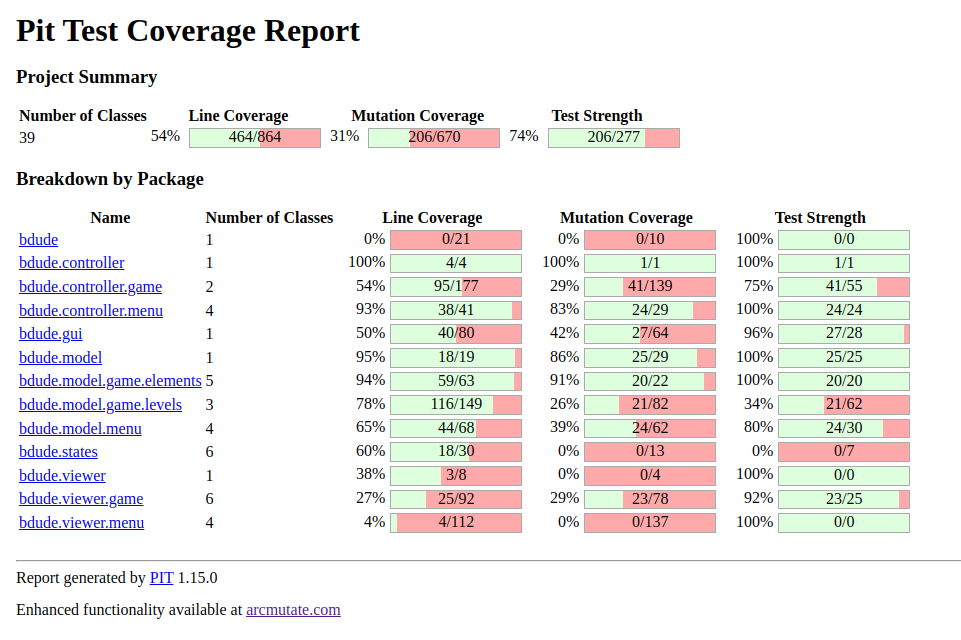 Pit Test Coverage Report
Project Summary
Number of Classes Line Coverage Mutation Coverage Test Strength
39 54% 464/864 31% 206/670 74% 206/277
Breakdown by Package
Name Number of Classes Line Coverage Mutation Coverage Test Strength
bdude 1 0% 0/21 0% 0/10 100% 0/0
bdude.controller 1 100% 4/4 100% 1/1 100% 1/1
bdude.controller.game 2 54% 95/177 29% 41/139 75% 41/55
bdude.controller.menu 4 93% 38/41 83% 24/29 100% 24/24
bdude.gui 1 50% 40/80 42% 27/64 96% 27/28
bdude.model 1 95% 18/19 86% 25/29 100% 25/25
bdude.model.game.elements 5 94% 59/63 91% 20/22 100% 20/20
bdude.model.game.levels 3 78% 116/149 26% 21/82 34% 21/62
bdude.model.menu 4 65% 44/68 39% 24/62 80% 24/30
bdude.states 6 60% 18/30 0% 0/13 0% 0/7
bdude.viewer 1 38% 3/8 0% 0/4 100% 0/0
bdude.viewer.game 6 27% 25/92 29% 23/78 92% 23/25
bdude.viewer.menu 4 4% 4/112 0% 0/137 100% 0/0
Report generated by PIT 1.15.0
Enhanced functionality available at arcmutate.com